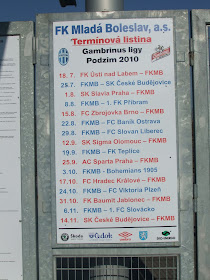 FK Mladá Boleslav, a.s.
Termínová listina
Gambrinus ligy
Podzim 2010
18.7. FK Ústí nad Labem – FKMB
25.7. FKMB – SK České Budějovice
1.8. SK Slavia Praha – FKMB
8.8. FKMB – 1. FK Příbram
15.8. FC Zbrojovka Brno – FKMB
22.8. FKMB – FC Baník Ostrava
29.8. FKMB – FC Slovan Liberec
12.9. SK Sigma Olomouc – FKMB
19.9. FKMB – FK Teplice
25.9. AC Sparta Praha – FKMB
3.10. FKMB - Bohemians 1905
17.10. FC Hradec Králové – FKMB
24.10. FKMB – FC Viktoria Plzeň
31.10. FK Baumit Jablonec – FKMB
6.11. FKMB – 1.FC Slovácko
14.11. SK České Budějovice – FKMB
Škoda
Čedok